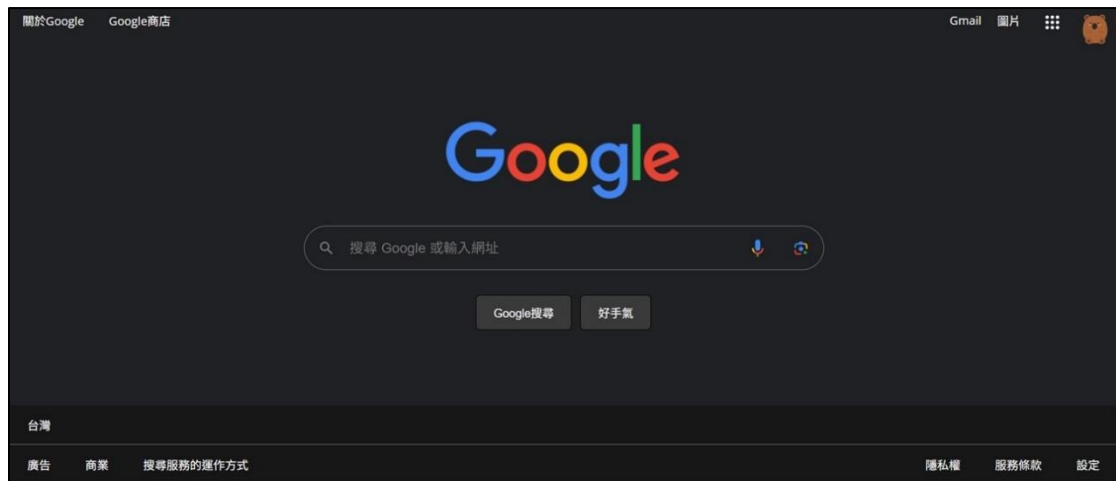 關於Google Google商店 Gmail 圖片
Google
搜尋 Google 或輸入網址
Google搜尋 好手氣
台灣
廣告 商業 搜尋服務的運作方式 隱私權 服務條款 設定